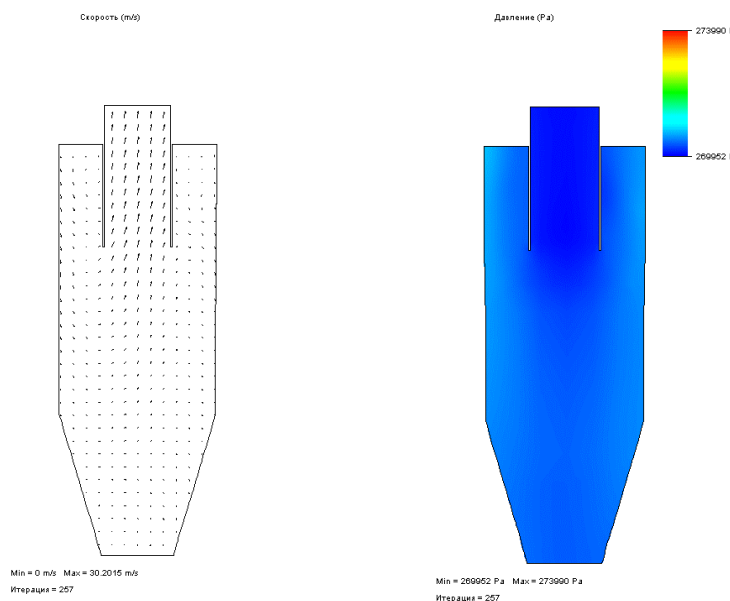 Скорость (m/s)
Давление (Pa)
273990
269952
Min = 0 m/s Max = 30.2015 m/s
Итерация = 257
Min = 269952 Pa Max = 273990 Pa
Итерация = 257